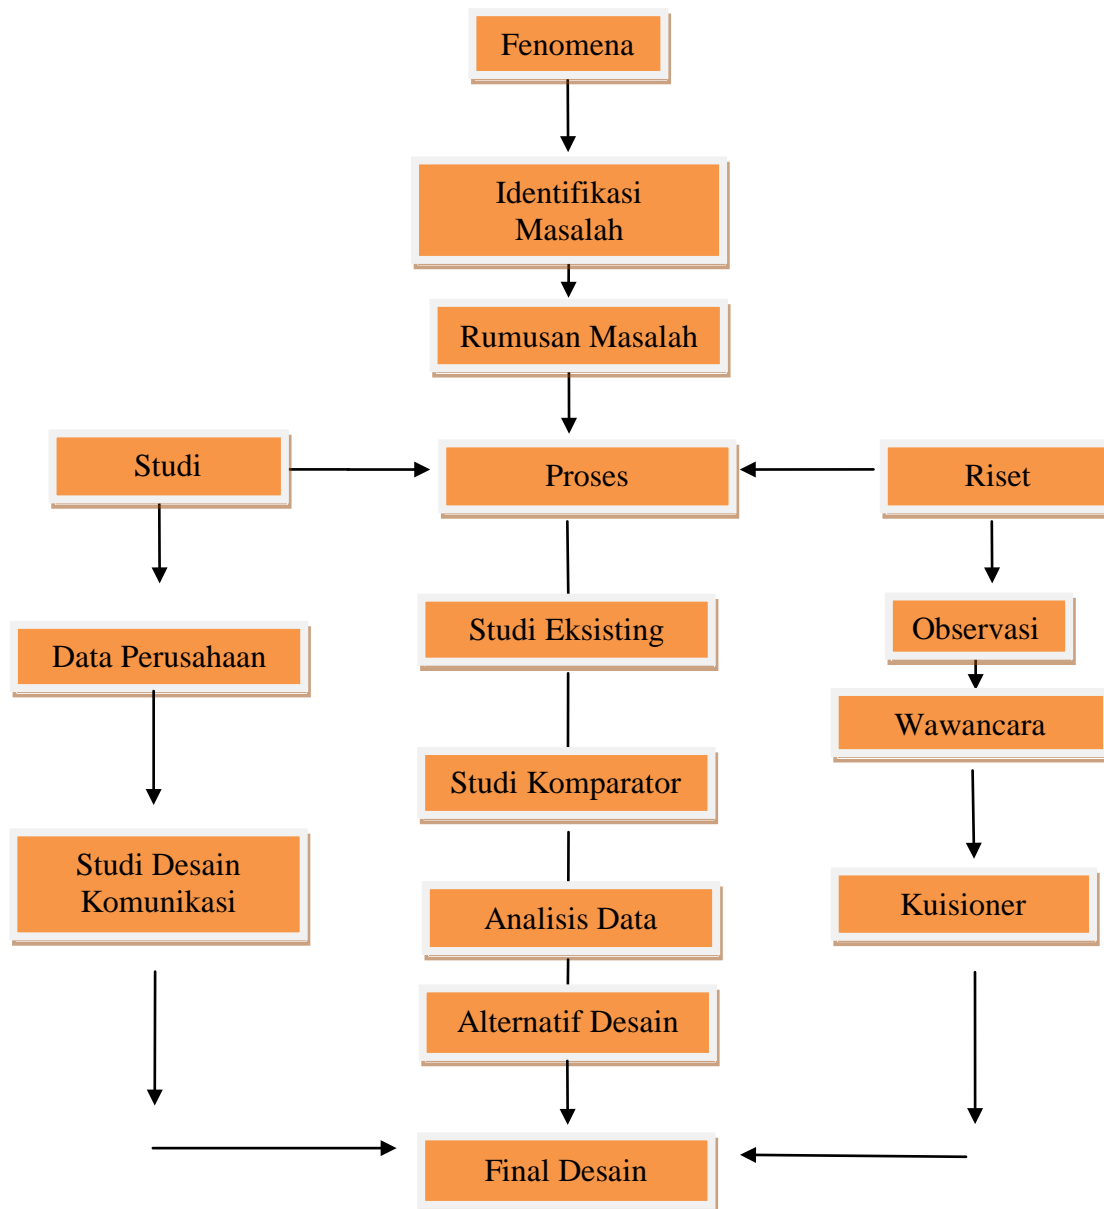 Fenomena
Identifikasi
Masalah
Rumusan Masalah
Studi
Proses
Riset
Studi Eksisting
Observasi
Data Perusahaan
Wawancara
Studi Komparator
Studi Desain
Komunikasi
Analisis Data
Kuisioner
Alternatif Desain
Final Desain